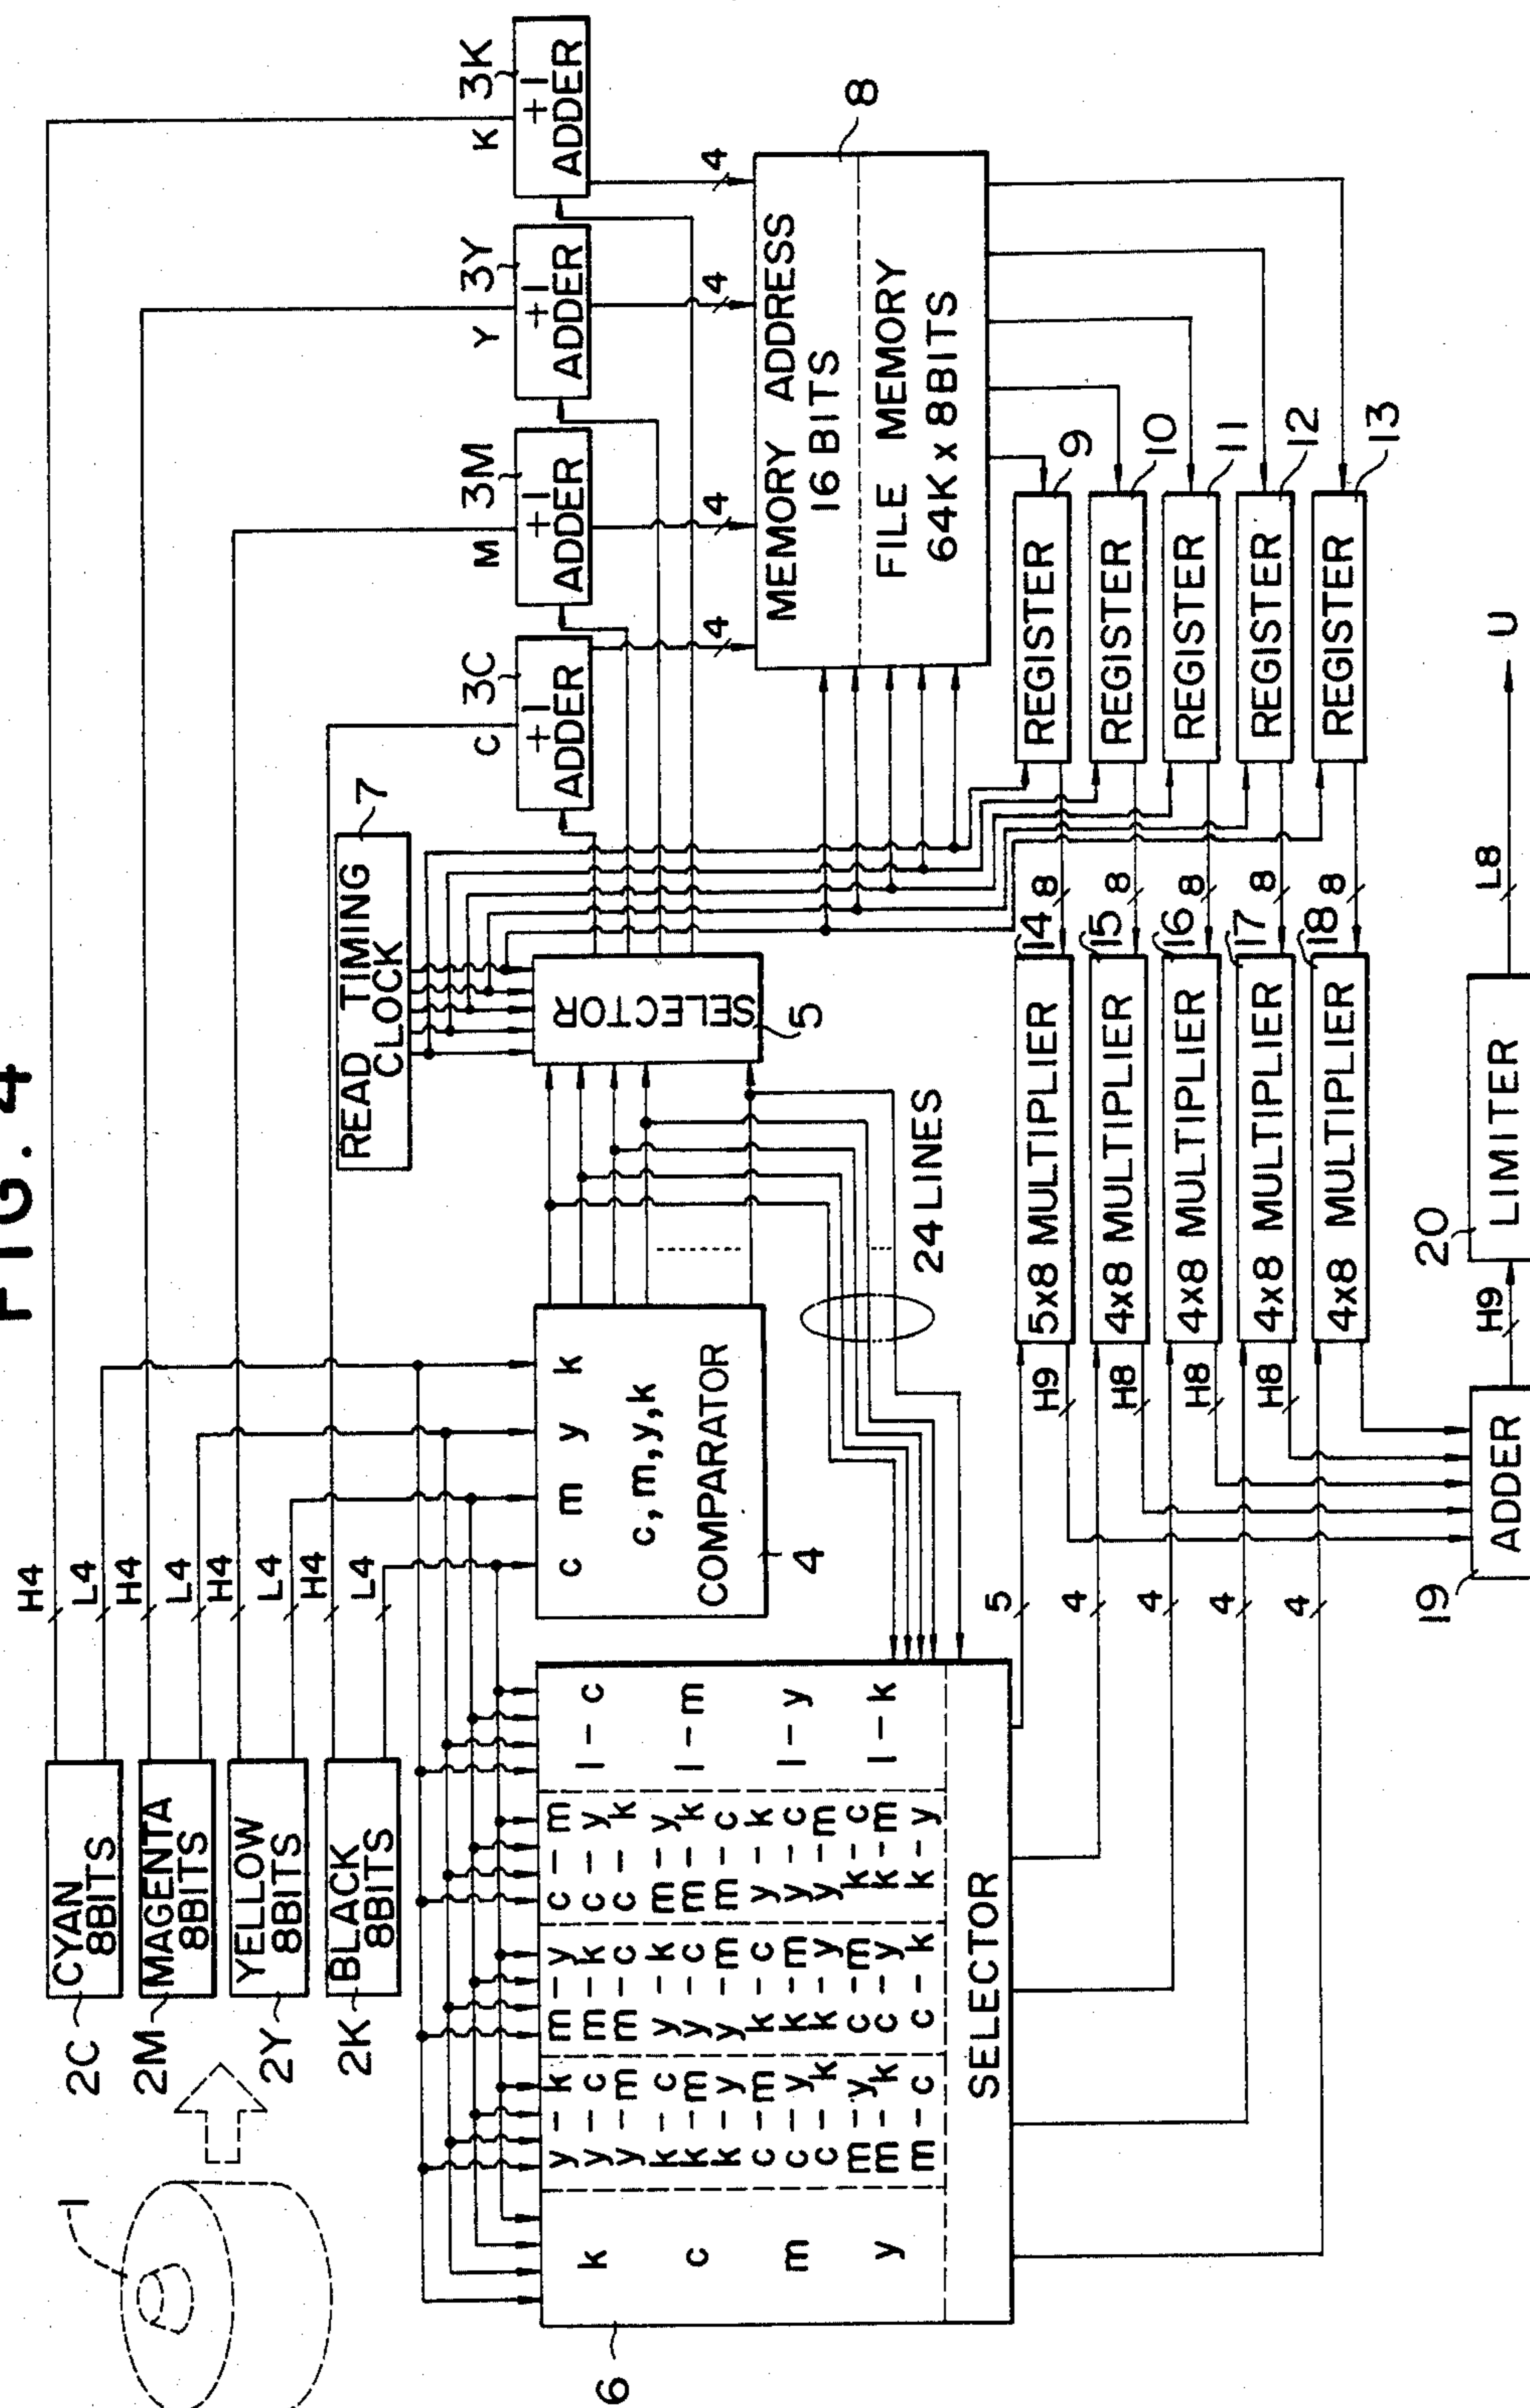 FIG. 4
1
2C
CYAN
8BITS
2M
MAGENTA
8BITS
2Y
YELLOW
8BITS
2K
BLACK
8BITS
H4
L4
H4
L4
H4
L4
H4
L4
READ TIMING
CLOCK
7
C
3C
+1
ADDER
M
3M
+1
ADDER
Y
3Y
+1
ADDER
K
3K
+1
ADDER
4
4
4
4
6
k
c
m
y
y-k
y-c
y-m
k-c
k-m
k-y
c-m
c-y
c-k
m-y
m-k
m-c
m-y
m-k
m-c
y-k
y-c
y-m
k-c
k-m
k-y
c-m
c-y
c-k
c-m
c-y
c-k
m-y
m-k
m-c
y-k
y-c
y-m
k-c
k-m
k-y
1-c
1-m
1-y
1-k
SELECTOR
c m y k
c,m,y,k
COMPARATOR
4
24 LINES
SELECTOR
5
MEMORY ADDRESS
16 BITS
FILE MEMORY
64K x 8BITS
8
5
5x8 MULTIPLIER
14
8
REGISTER
9
4
H9
4x8 MULTIPLIER
15
8
REGISTER
10
4
H8
4x8 MULTIPLIER
16
8
REGISTER
11
4
H8
4x8 MULTIPLIER
17
8
REGISTER
12
4
H8
4x8 MULTIPLIER
18
8
REGISTER
13
19
ADDER
H9
20
LIMITER
L8
U